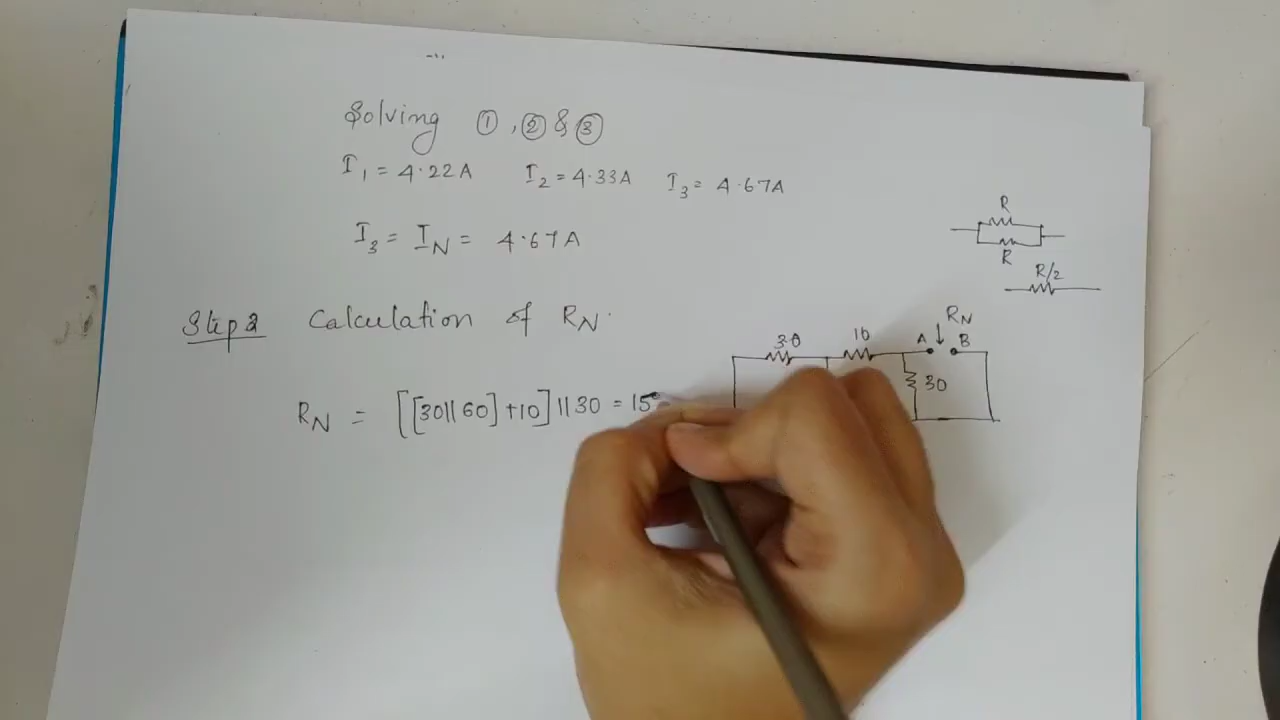 Solving ①, ② & ③
I₁ = 4.22A I₂ = 4.33A I₃ = 4.67A
I₃ = I_N = 4.67A
R
R
R/2
Step 2 Calculation of R_N.
R_N
30 10 A B
30
R_N = [[30||60]+10]||30 = 15